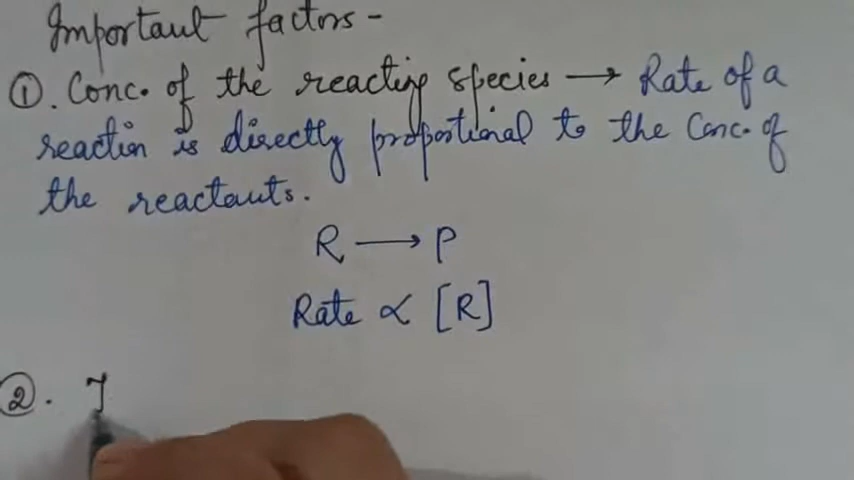 Important factors -
①. Conc. of the reacting species → Rate of a
reaction is directly proportional to the Conc. of
the reactants.
R → P
Rate ∝ [R]
②. T